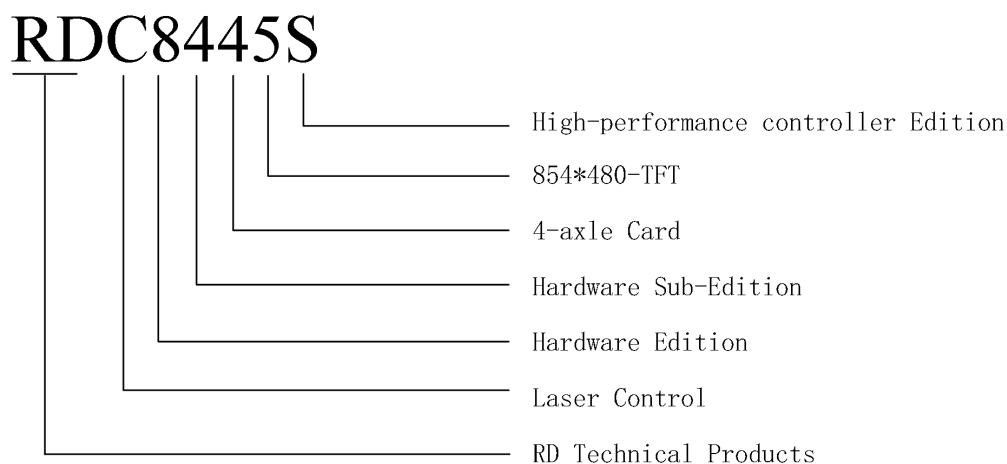 RDC8445S
High-performance controller Edition
854*480-TFT
4-axle Card
Hardware Sub-Edition
Hardware Edition
Laser Control
RD Technical Products